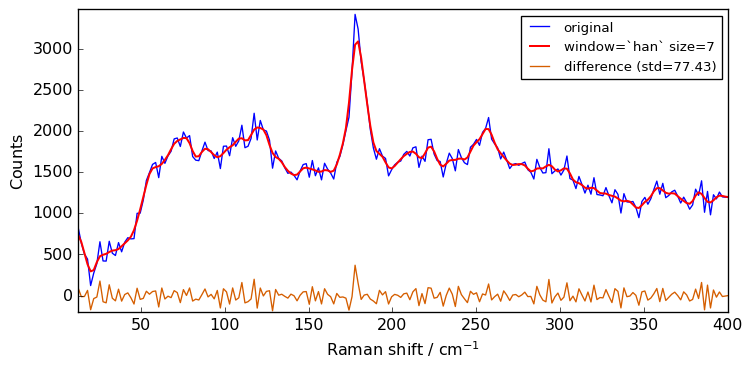 original
window=`han` size=7
difference (std=77.43)
Counts
3000
2500
2000
1500
1000
500
0
50 100 150 200 250 300 350 400
Raman shift / cm⁻¹